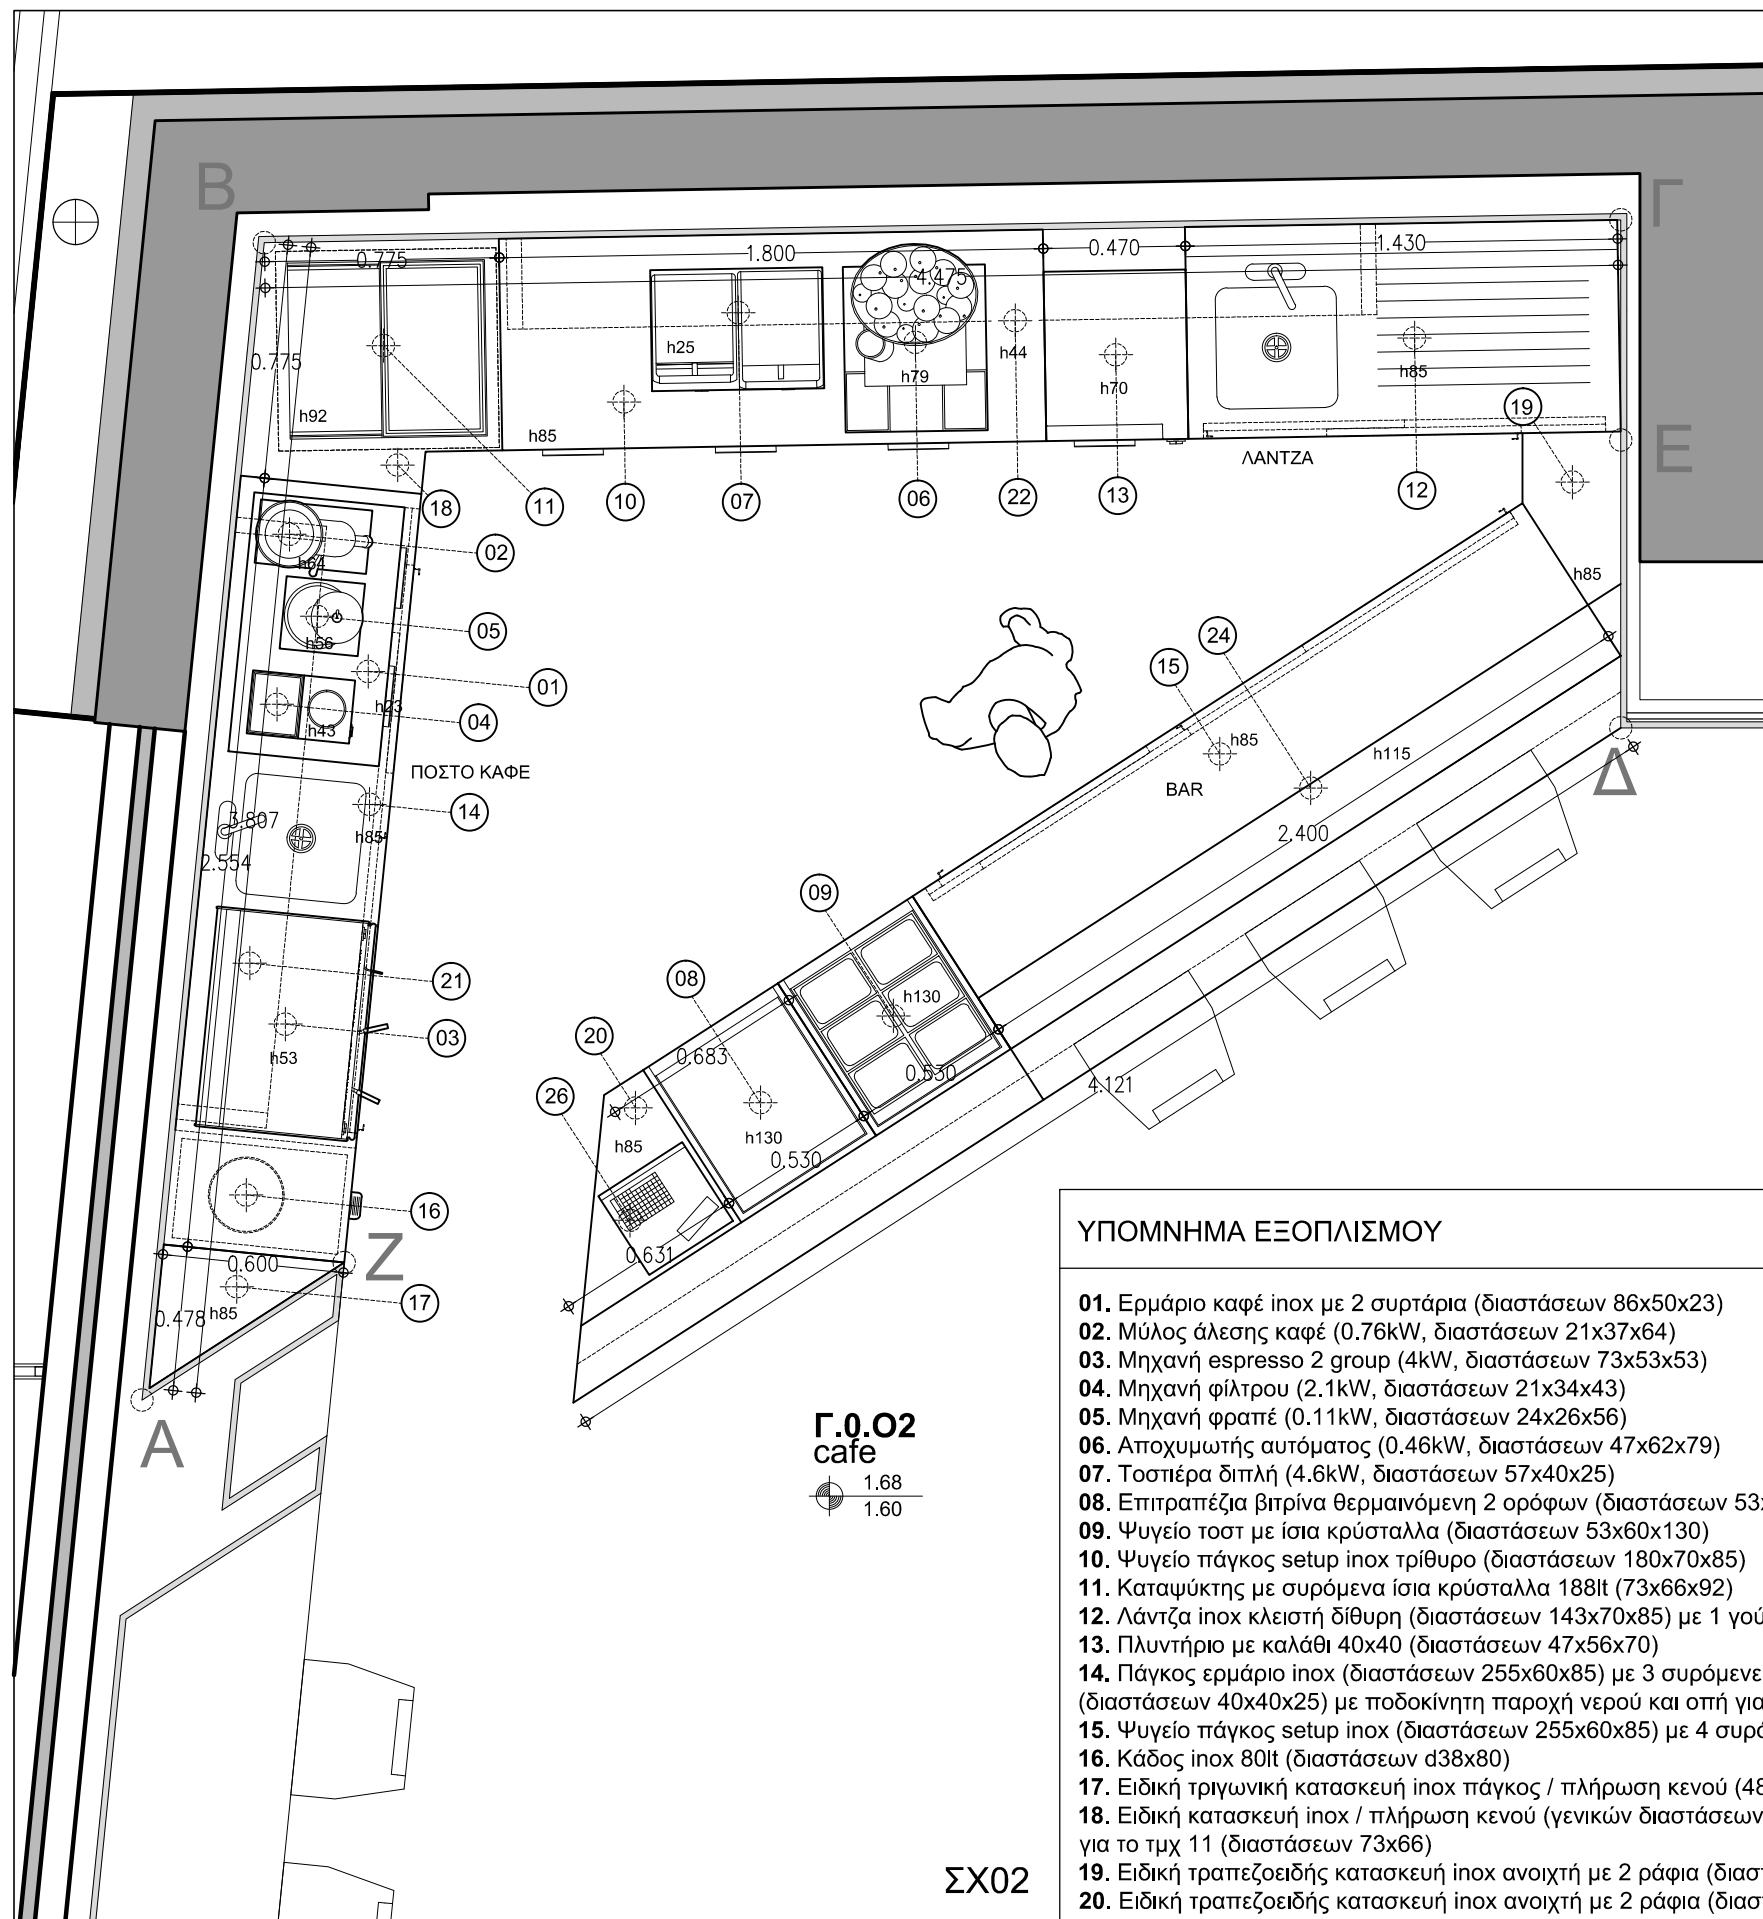 Β
Γ
0.775
1.800
0.470
1.430
4.475
0.775
h92
h25
h79
h44
h70
h85
h85
19
ΛΑΝΤΖΑ
Ε
18
11
10
07
06
22
13
12
02
h64
05
h56
01
h23
04
h43
ΠΟΣΤΟ ΚΑΦΕ
14
3.807
h85
2.554
21
03
h53
16
Ζ
0.600
17
0.478
h85
Α
h85
24
15
h85
h115
BAR
Δ
2.400
09
h130
08
0.683
0.530
4.121
20
26
h85
h130
0.530
0.631
Γ.0.Ο2
cafe
1.68
1.60
ΣΧ02
ΥΠΟΜΝΗΜΑ ΕΞΟΠΛΙΣΜΟΥ
01. Ερμάριο καφέ inox με 2 συρτάρια (διαστάσεων 86x50x23)
02. Μύλος άλεσης καφέ (0.76kW, διαστάσεων 21x37x64)
03. Μηχανή espresso 2 group (4kW, διαστάσεων 73x53x53)
04. Μηχανή φίλτρου (2.1kW, διαστάσεων 21x34x43)
05. Μηχανή φραπέ (0.11kW, διαστάσεων 24x26x56)
06. Αποχυμωτής αυτόματος (0.46kW, διαστάσεων 47x62x79)
07. Τοστιέρα διπλή (4.6kW, διαστάσεων 57x40x25)
08. Επιτραπέζια βιτρίνα θερμαινόμενη 2 ορόφων (διαστάσεων 53x
09. Ψυγείο τοστ με ίσια κρύσταλλα (διαστάσεων 53x60x130)
10. Ψυγείο πάγκος setup inox τρίθυρο (διαστάσεων 180x70x85)
11. Καταψύκτης με συρόμενα ίσια κρύσταλλα 188lt (73x66x92)
12. Λάντζα inox κλειστή δίθυρη (διαστάσεων 143x70x85) με 1 γού
13. Πλυντήριο με καλάθι 40x40 (διαστάσεων 47x56x70)
14. Πάγκος ερμάριο inox (διαστάσεων 255x60x85) με 3 συρόμενε
(διαστάσεων 40x40x25) με ποδοκίνητη παροχή νερού και οπή για
15. Ψυγείο πάγκος setup inox (διαστάσεων 255x60x85) με 4 συρό
16. Κάδος inox 80lt (διαστάσεων d38x80)
17. Ειδική τριγωνική κατασκευή inox πάγκος / πλήρωση κενού (48
18. Ειδική κατασκευή inox / πλήρωση κενού (γενικών διαστάσεων
για το τμχ 11 (διαστάσεων 73x66)
19. Ειδική τραπεζοειδής κατασκευή inox ανοιχτή με 2 ράφια (διασ
20. Ειδική τραπεζοειδής κατασκευή inox ανοιχτή με 2 ράφια (διασ